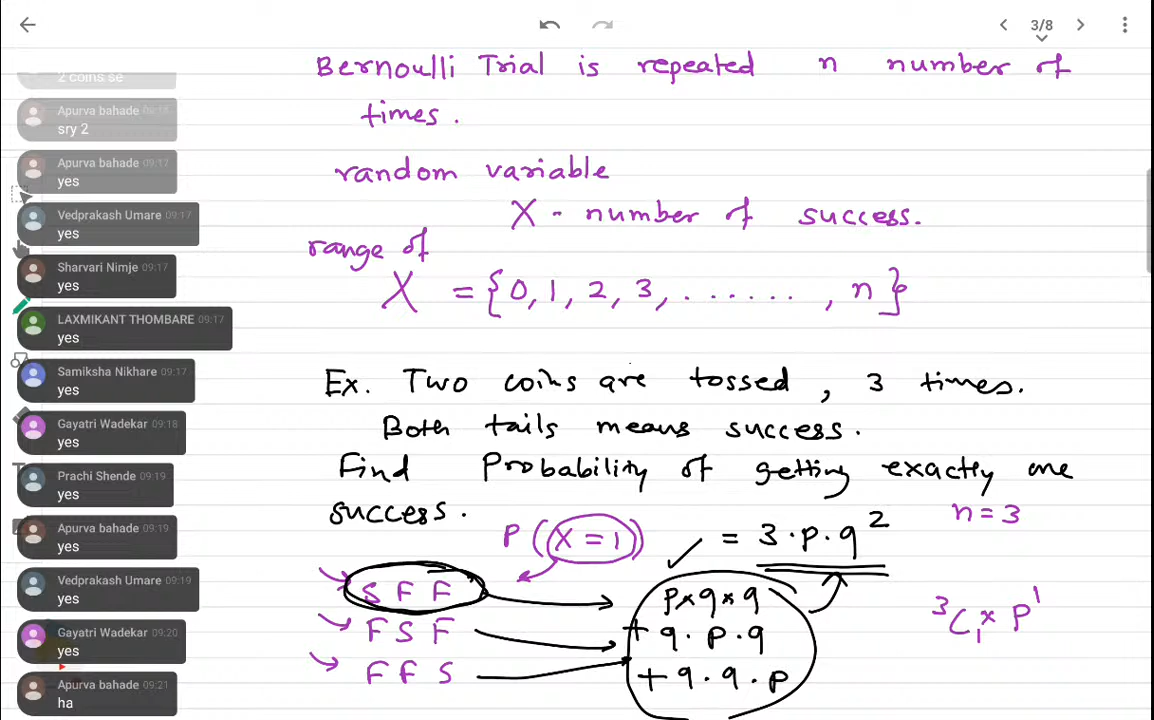 3/8
2 coins se
Apurva bahade 09:18
sry 2
Apurva bahade 09:17
yes
Vedprakash Umare 09:17
yes
Sharvari Nimje 09:17
yes
LAXMIKANT THOMBARE 09:17
yes
Samiksha Nikhare 09:17
yes
Gayatri Wadekar 09:18
yes
Prachi Shende 09:19
yes
Apurva bahade 09:19
yes
Vedprakash Umare 09:19
yes
Gayatri Wadekar 09:20
yes
Apurva bahade 09:21
ha
Bernoulli Trial is repeated n number of
times.
random variable
X - number of success.
range of
X = {0, 1, 2, 3, ......, n}
Ex. Two coins are tossed, 3 times.
Both tails means success.
Find Probability of getting exactly one
success.
n = 3
P (X = 1) = 3 · p · q²
S F F
p × q × q
F S F
+ q · p · q
F F S
+ q · q · p
³C₁ × P¹